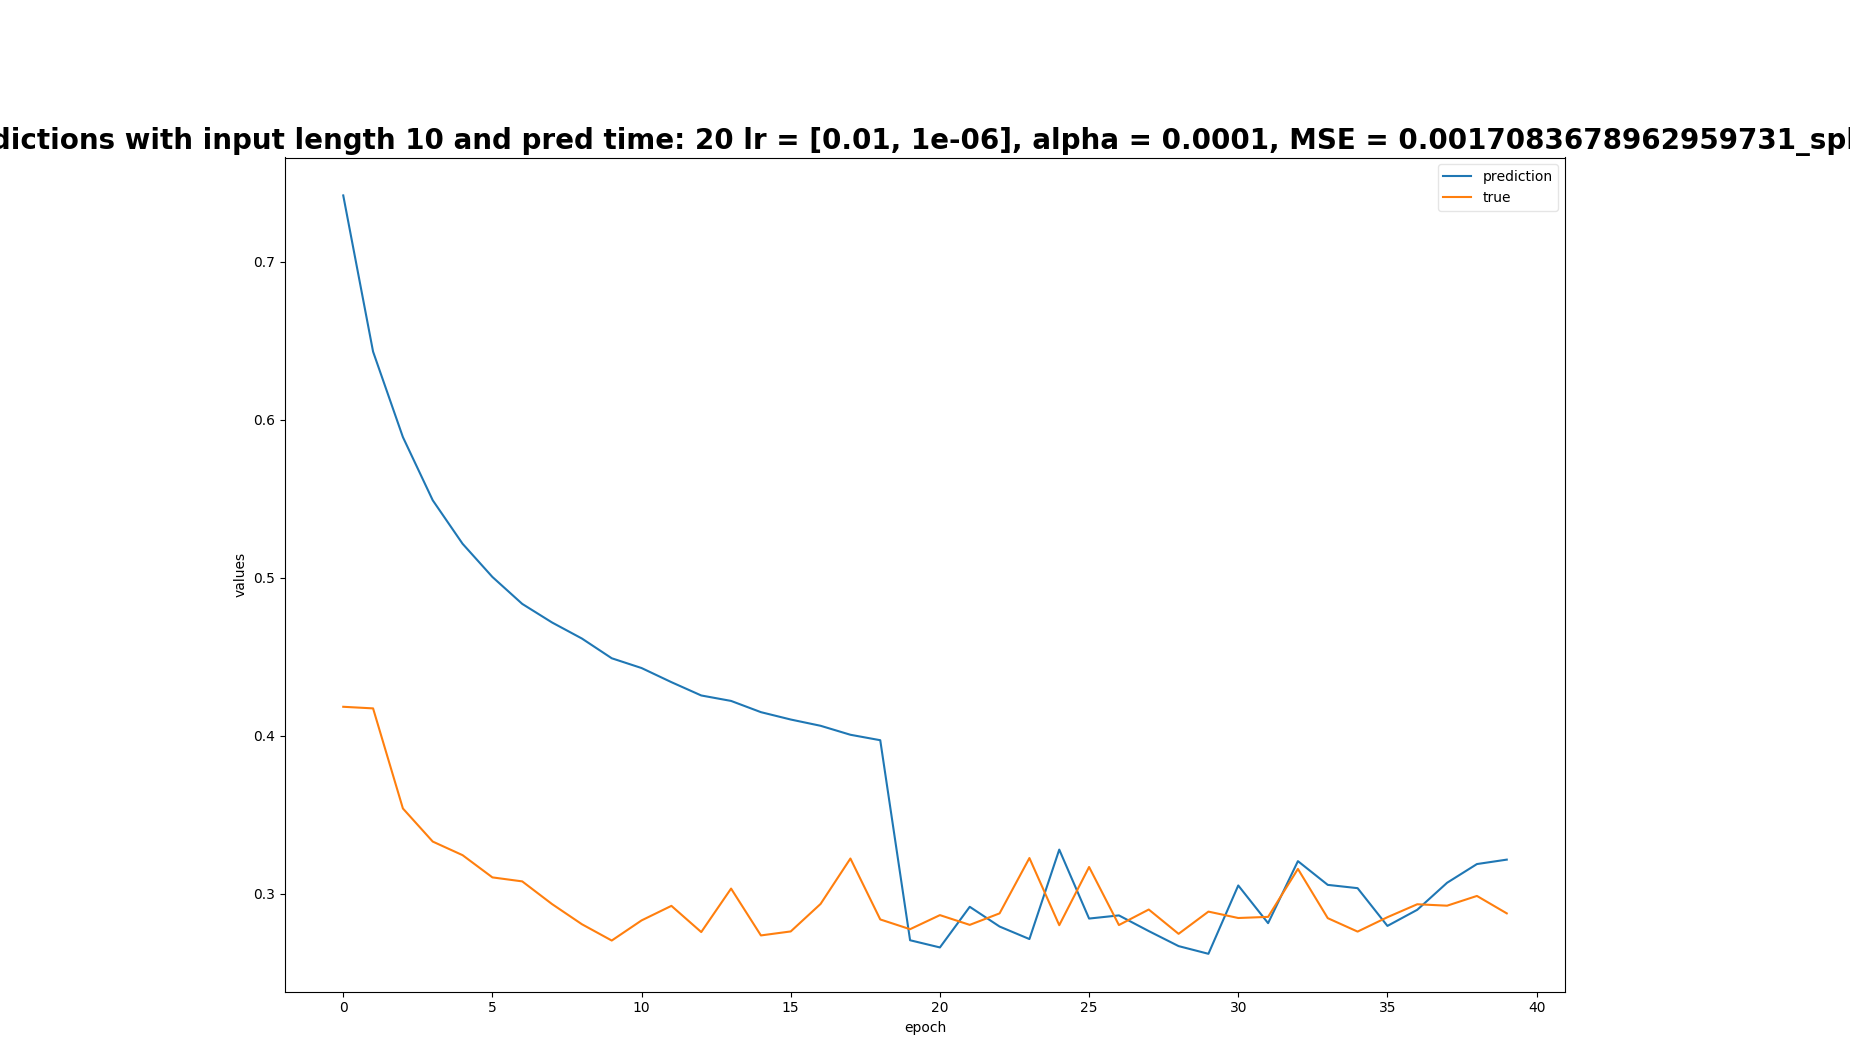 dictions with input length 10 and pred time: 20 lr = [0.01, 1e-06], alpha = 0.0001, MSE = 0.0017083678962959731_spl
prediction
true
0.7
0.6
0.5
0.4
0.3
values
0
5
10
15
20
25
30
35
40
epoch